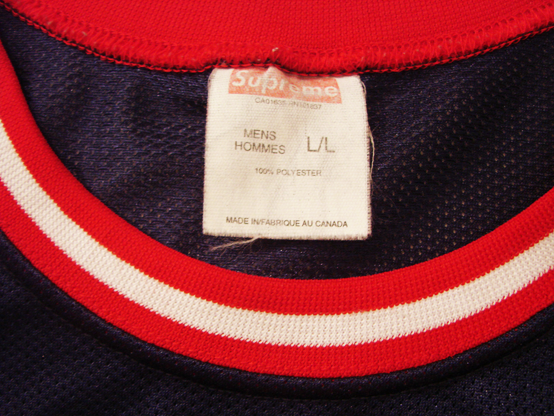 Supreme
MENS
HOMMES
L/L
100% POLYESTER
MADE IN/FABRIQUE AU CANADA